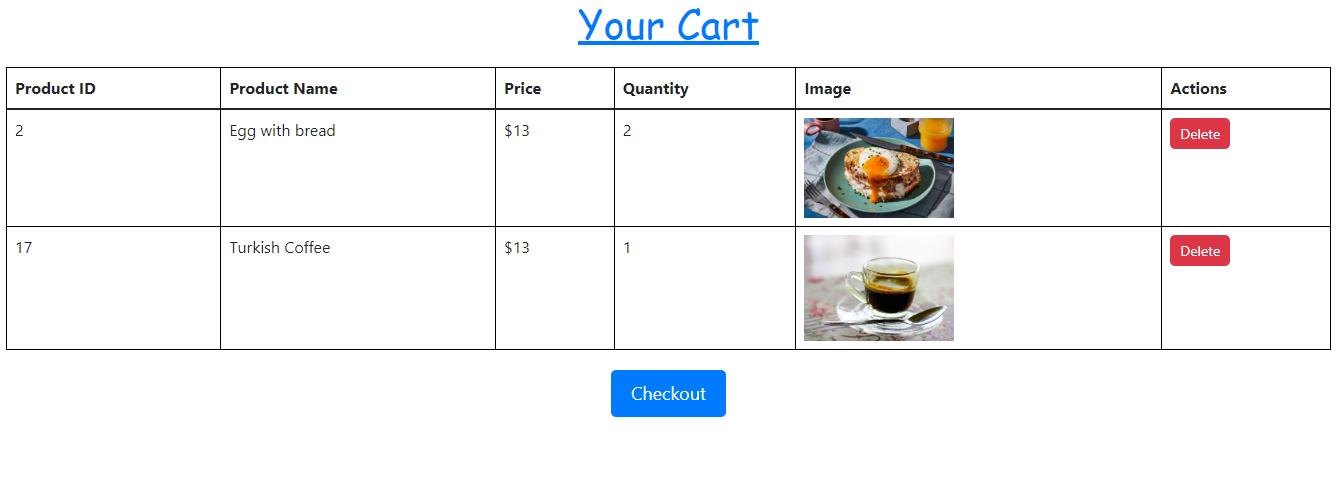 Your Cart
Product ID Product Name Price Quantity Image Actions
2 Egg with bread $13 2 Delete
17 Turkish Coffee $13 1 Delete
Checkout